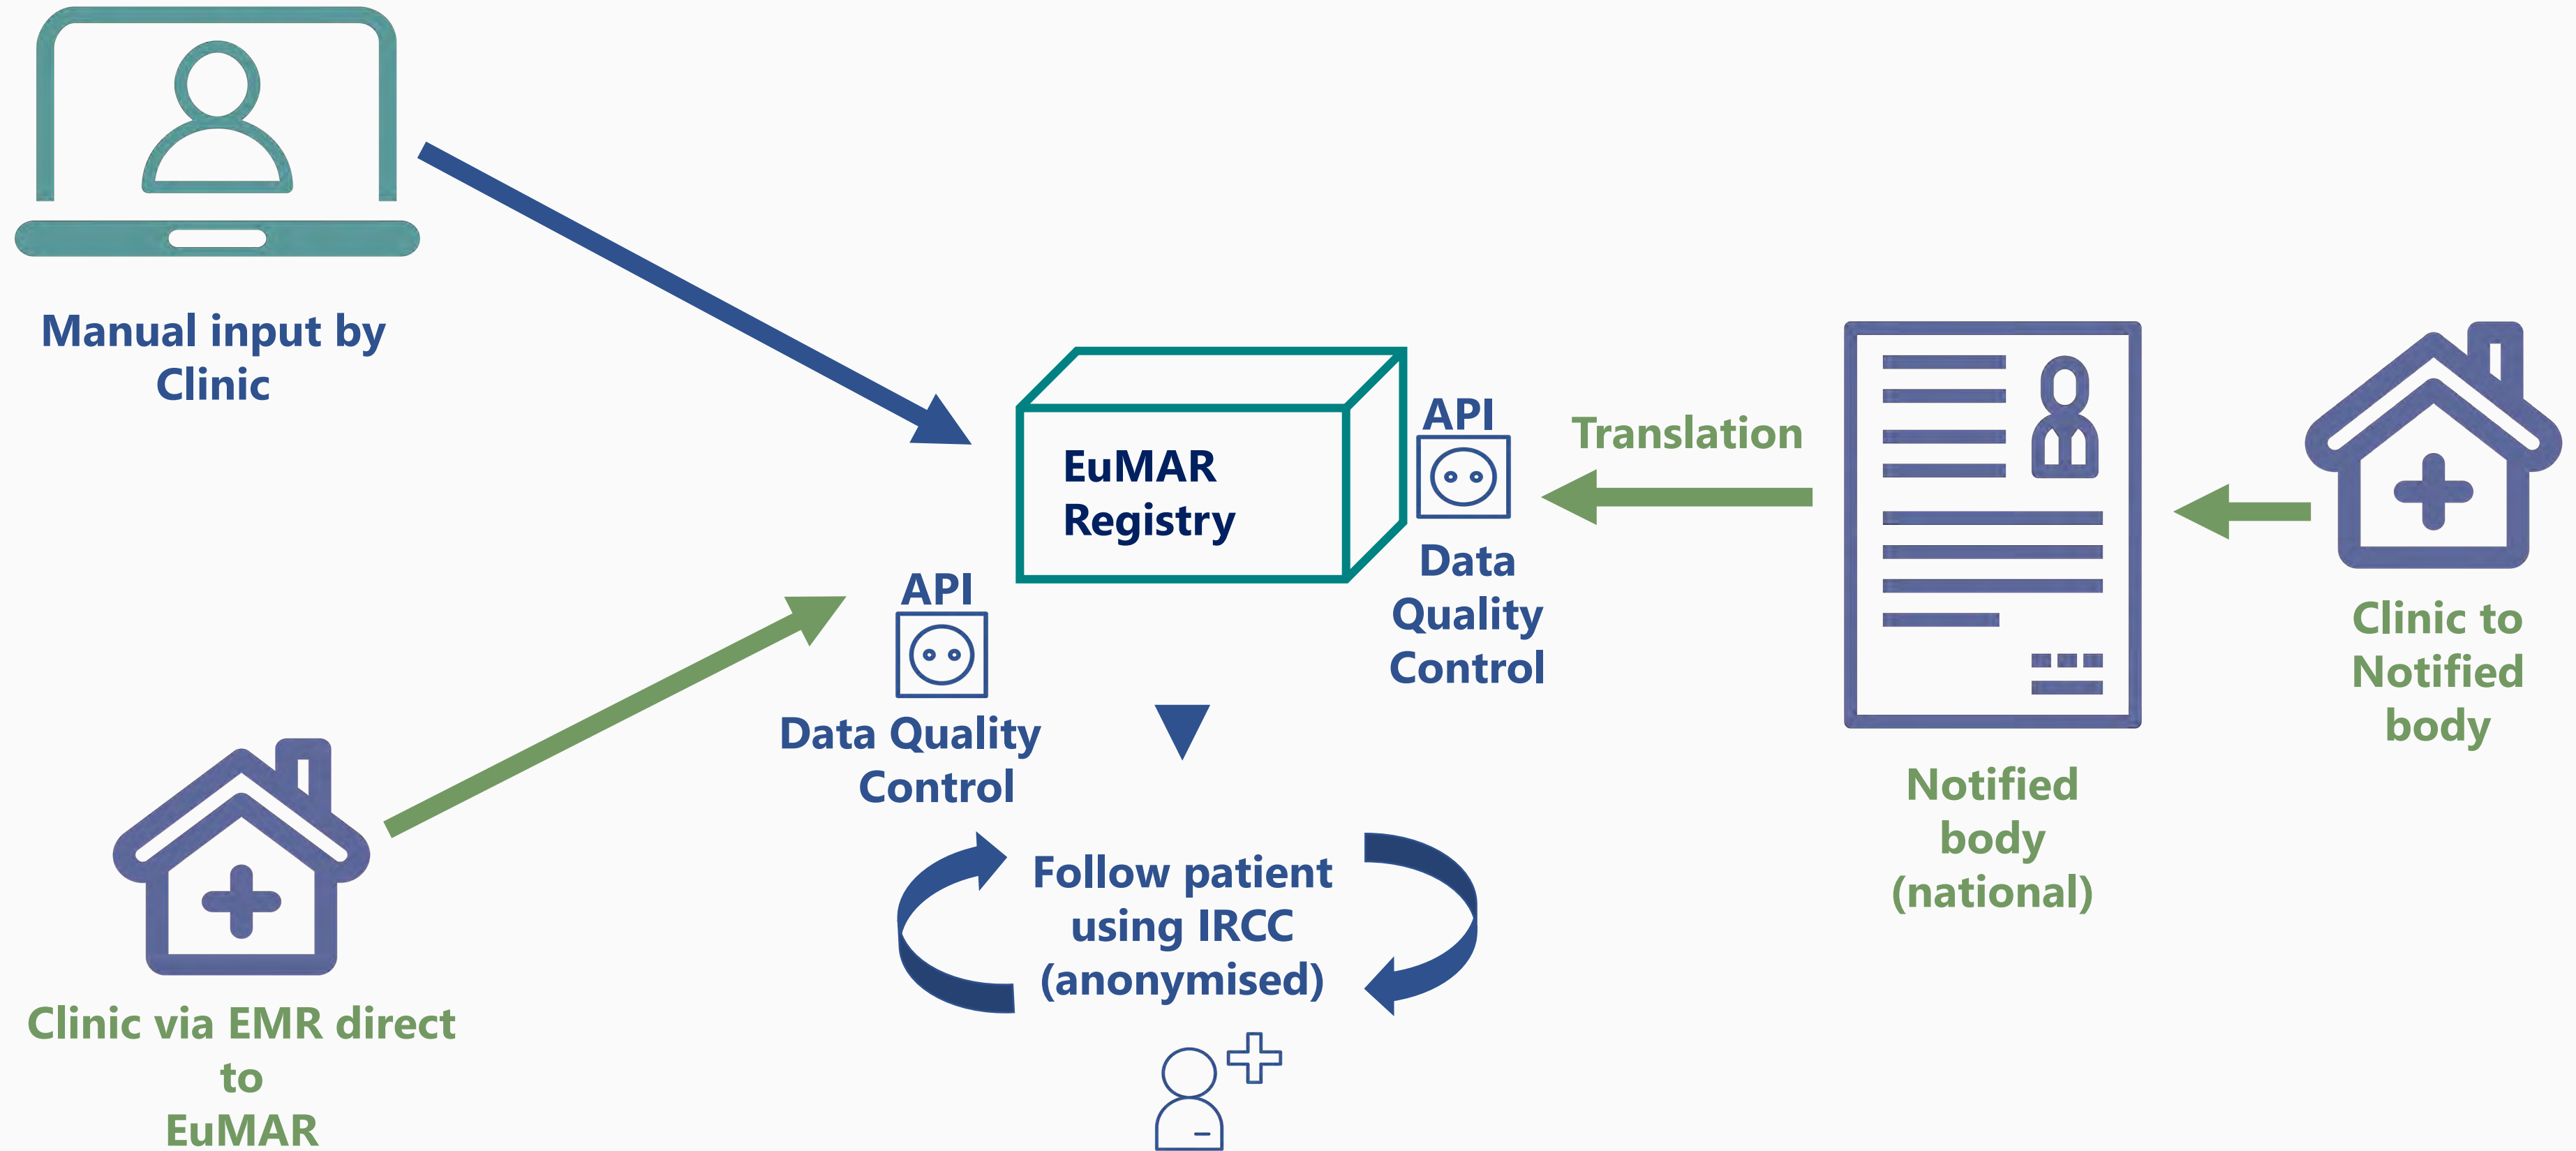 Manual input by
Clinic
EuMAR
Registry
API
Data
Quality
Control
Translation
Notified
body
(national)
Clinic to
Notified
body
API
Data Quality
Control
Clinic via EMR direct
to
EuMAR
Follow patient
using IRCC
(anonymised)